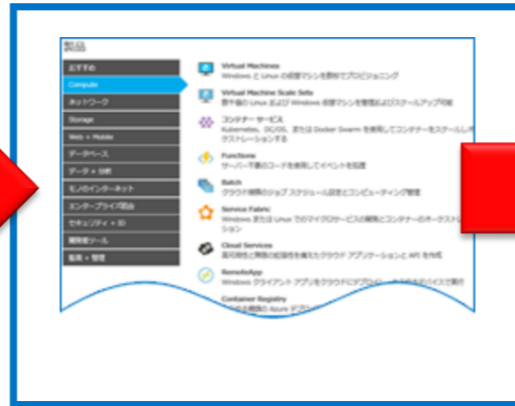 製品
おすすめ
Compute
ネットワーク
Storage
Web + Mobile
データベース
データ + 分析
モノのインターネット
エンタープライズ統合
セキュリティ + ID
開発者ツール
監視 + 管理
Virtual Machines
Windows と Linux の仮想マシンを数秒でプロビジョニング
Virtual Machine Scale Sets
数千個の Linux および Windows 仮想マシンを管理およびスケールアップ可能
コンテナー サービス
Kubernetes、DC/OS、または Docker Swarm を使用してコンテナーをスケールしオ
ケストレーションする
Functions
サーバー不要のコードを使用してイベントを処理
Batch
クラウド規模のジョブ スケジュール設定とコンピューティング管理
Service Fabric
Windows または Linux でのマイクロサービスの開発とコンテナーのオーケストレ
ション
Cloud Services
高可用性と無限の拡張性を備えたクラウド アプリケーションと API を作成
RemoteApp
Windows クライアント アプリをクラウドにデプロイ
デバイスで実行
Container Registry